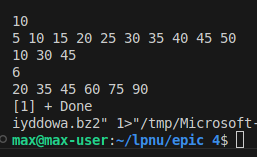 10
5 10 15 20 25 30 35 40 45 50
10 30 45
6
20 35 45 60 75 90
[1] + Done
iyddowa.bz2" 1>"/tmp/Microsoft-
max@max-user:~/lpnu/epic 4$